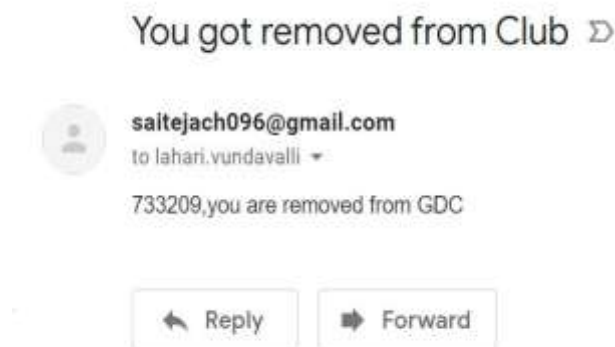 You got removed from Club
saitejach096@gmail.com
to lahari.vundavalli
733209,you are removed from GDC
Reply Forward